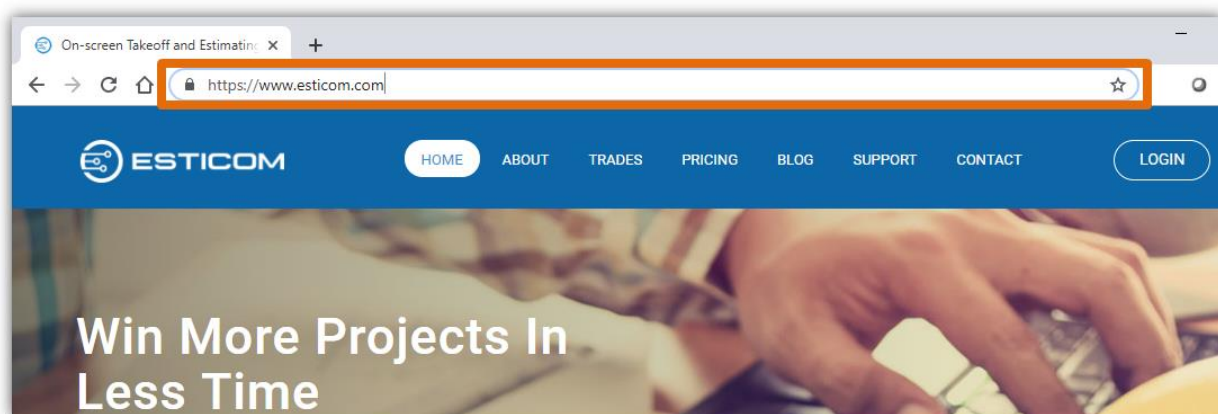 On-screen Takeoff and Estimating
https://www.esticom.com
ESTICOM
HOME ABOUT TRADES PRICING BLOG SUPPORT CONTACT LOGIN
Win More Projects In
Less Time